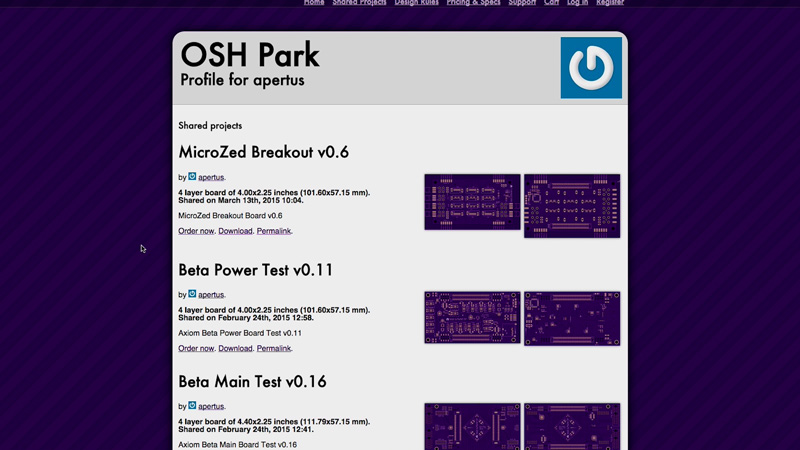 Home Shared Projects Design Rules Pricing & Specs Support Cart Log In Register
OSH Park
Profile for apertus
Shared projects
MicroZed Breakout v0.6
by apertus.
4 layer board of 4.00x2.25 inches (101.60x57.15 mm).
Shared on March 13th, 2015 10:04.
MicroZed Breakout Board v0.6
Order now. Download. Permalink.
Beta Power Test v0.11
by apertus.
4 layer board of 4.00x2.25 inches (101.60x57.15 mm).
Shared on February 24th, 2015 12:58.
Axiom Beta Power Board Test v0.11
Order now. Download. Permalink.
Beta Main Test v0.16
by apertus.
4 layer board of 4.40x2.25 inches (111.79x57.15 mm).
Shared on February 24th, 2015 12:41.
Axiom Beta Main Board Test v0.16